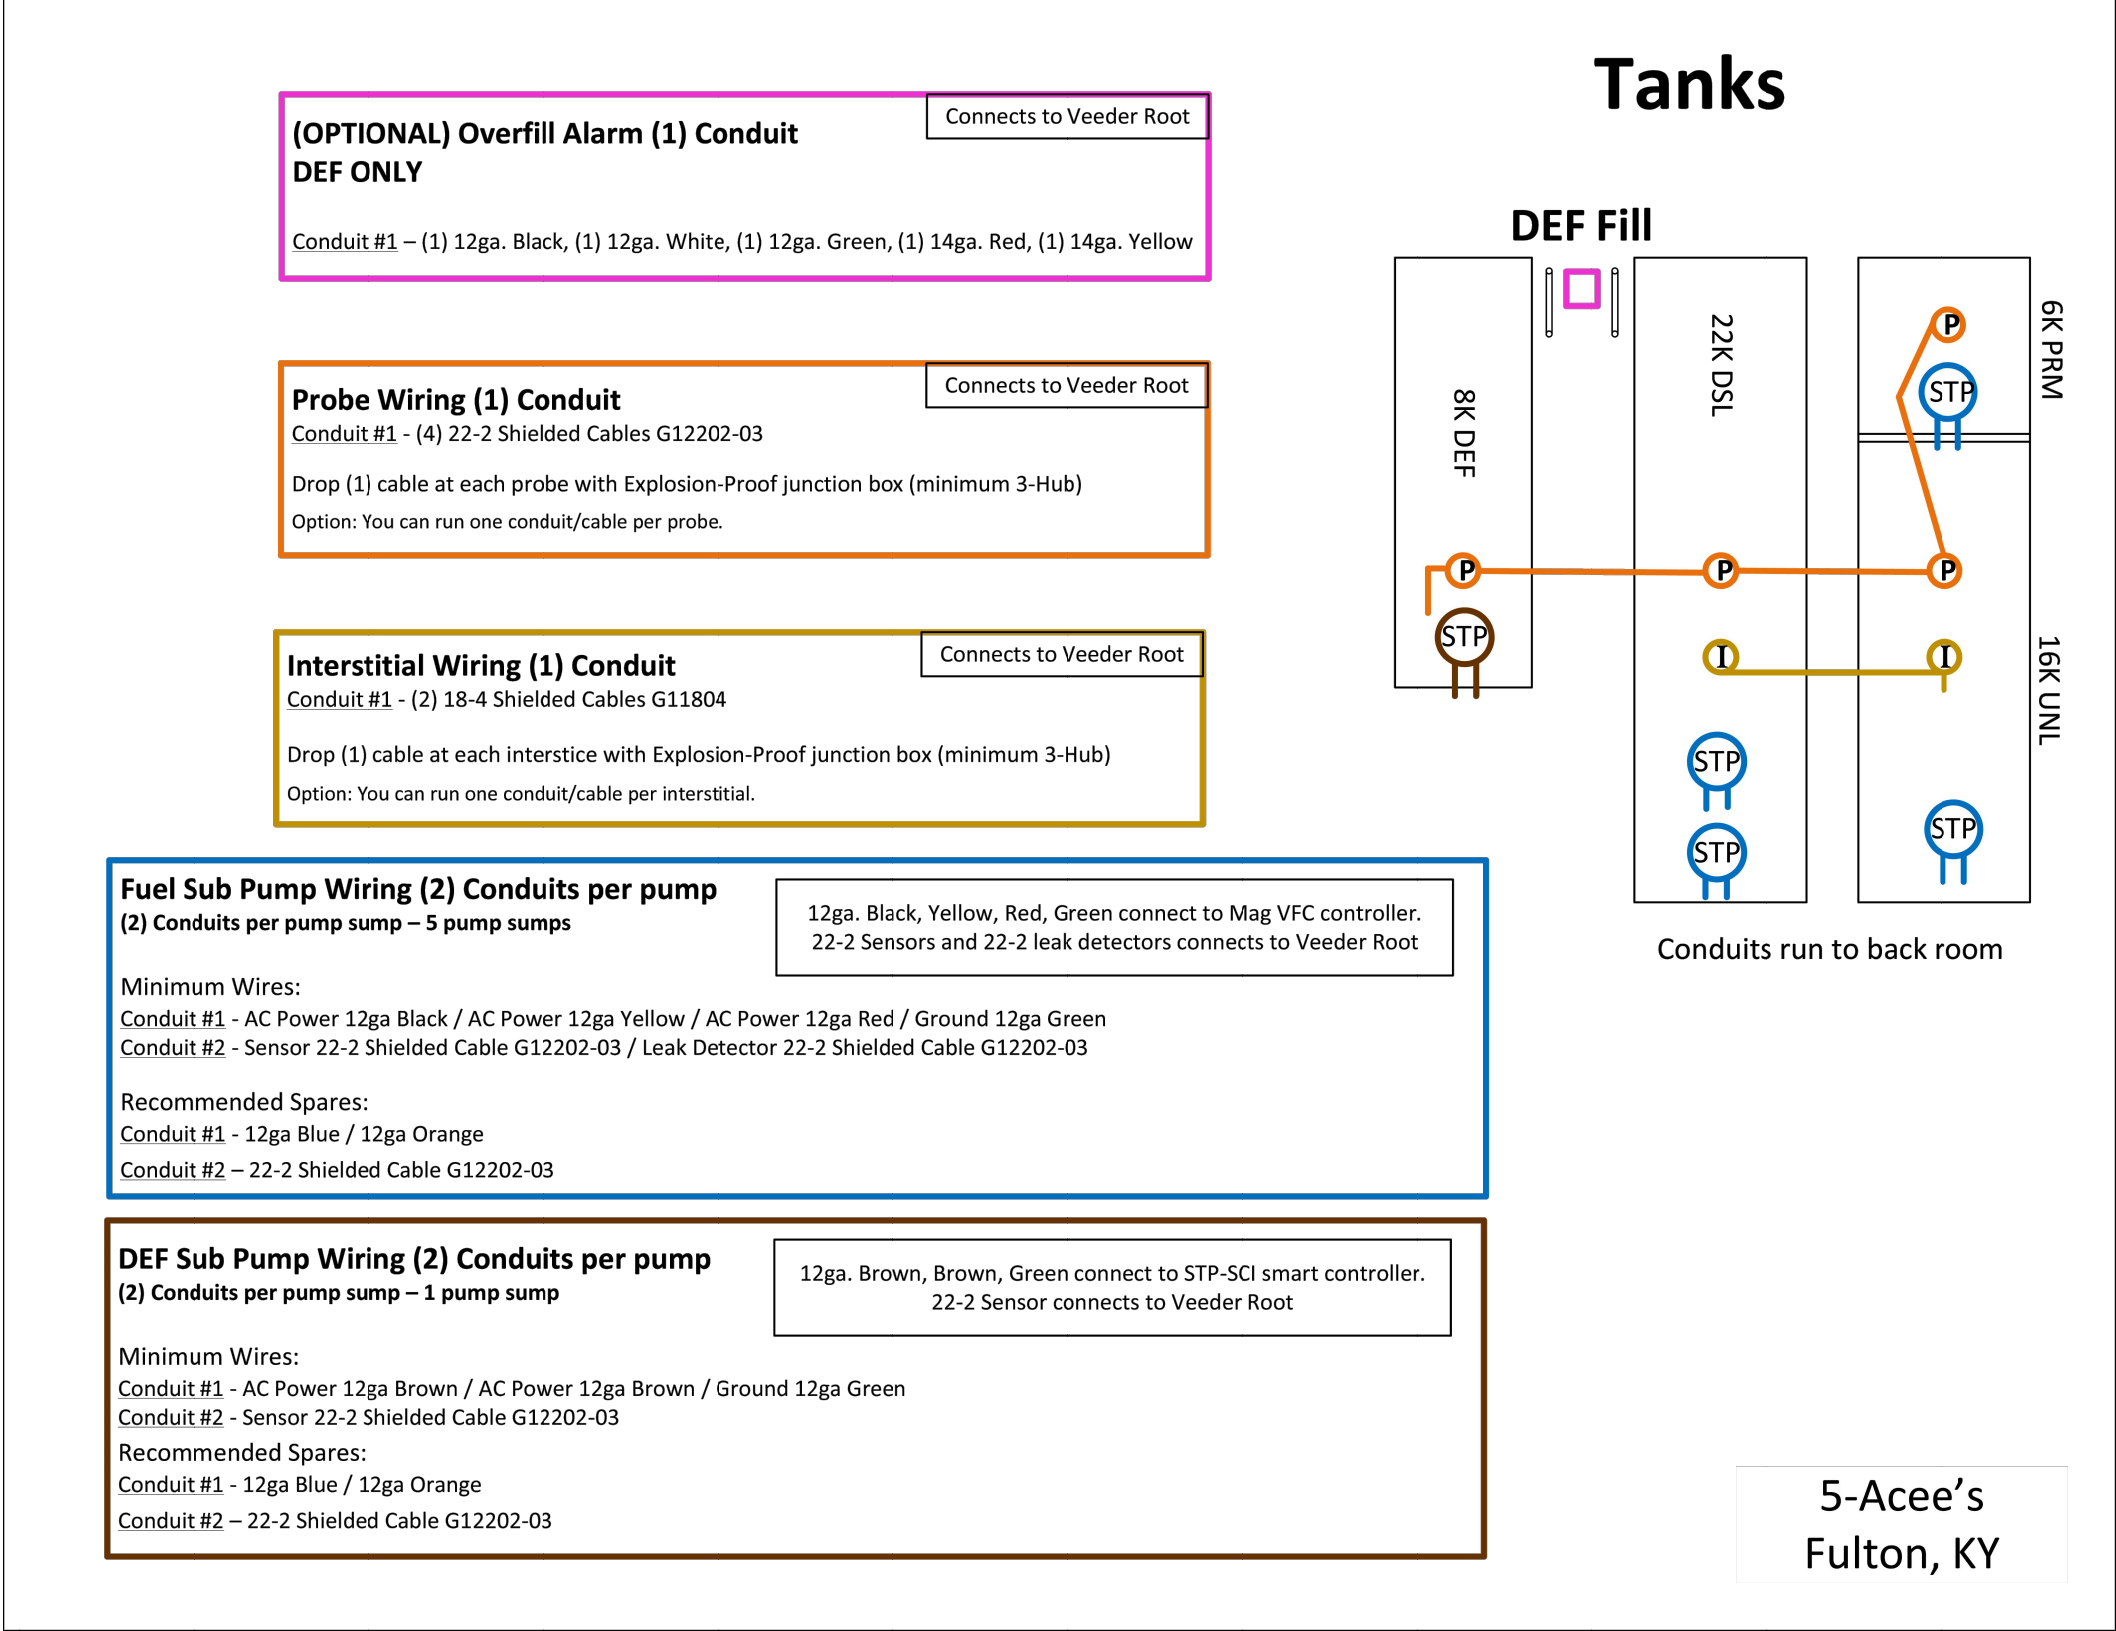 Tanks
(OPTIONAL) Overfill Alarm (1) Conduit
DEF ONLY
Connects to Veeder Root
Conduit #1 – (1) 12ga. Black, (1) 12ga. White, (1) 12ga. Green, (1) 14ga. Red, (1) 14ga. Yellow
Probe Wiring (1) Conduit
Connects to Veeder Root
Conduit #1 - (4) 22-2 Shielded Cables G12202-03
Drop (1) cable at each probe with Explosion-Proof junction box (minimum 3-Hub)
Option: You can run one conduit/cable per probe.
Interstitial Wiring (1) Conduit
Connects to Veeder Root
Conduit #1 - (2) 18-4 Shielded Cables G11804
Drop (1) cable at each interstice with Explosion-Proof junction box (minimum 3-Hub)
Option: You can run one conduit/cable per interstitial.
Fuel Sub Pump Wiring (2) Conduits per pump
(2) Conduits per pump sump – 5 pump sumps
12ga. Black, Yellow, Red, Green connect to Mag VFC controller.
22-2 Sensors and 22-2 leak detectors connects to Veeder Root
Minimum Wires:
Conduit #1 - AC Power 12ga Black / AC Power 12ga Yellow / AC Power 12ga Red / Ground 12ga Green
Conduit #2 - Sensor 22-2 Shielded Cable G12202-03 / Leak Detector 22-2 Shielded Cable G12202-03
Recommended Spares:
Conduit #1 - 12ga Blue / 12ga Orange
Conduit #2 – 22-2 Shielded Cable G12202-03
DEF Sub Pump Wiring (2) Conduits per pump
(2) Conduits per pump sump – 1 pump sump
12ga. Brown, Brown, Green connect to STP-SCI smart controller.
22-2 Sensor connects to Veeder Root
Minimum Wires:
Conduit #1 - AC Power 12ga Brown / AC Power 12ga Brown / Ground 12ga Green
Conduit #2 - Sensor 22-2 Shielded Cable G12202-03
Recommended Spares:
Conduit #1 - 12ga Blue / 12ga Orange
Conduit #2 – 22-2 Shielded Cable G12202-03
DEF Fill
8K DEF
22K DSL
6K PRM
16K UNL
P
STP
P
P
P
STP
I
I
STP
STP
STP
Conduits run to back room
5-Acee’s
Fulton, KY